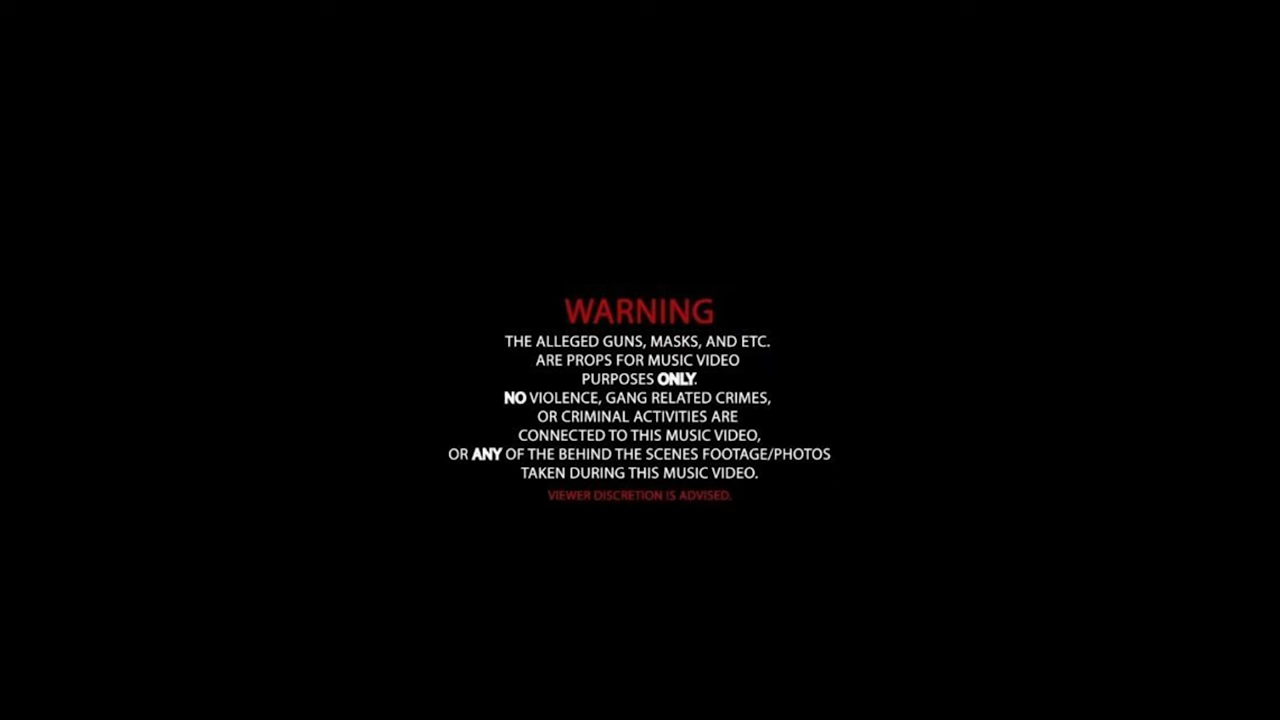 WARNING
THE ALLEGED GUNS, MASKS, AND ETC.
ARE PROPS FOR MUSIC VIDEO
PURPOSES ONLY.
NO VIOLENCE, GANG RELATED CRIMES,
OR CRIMINAL ACTIVITIES ARE
CONNECTED TO THIS MUSIC VIDEO,
OR ANY OF THE BEHIND THE SCENES FOOTAGE/PHOTOS
TAKEN DURING THIS MUSIC VIDEO.
VIEWER DISCRETION IS ADVISED.